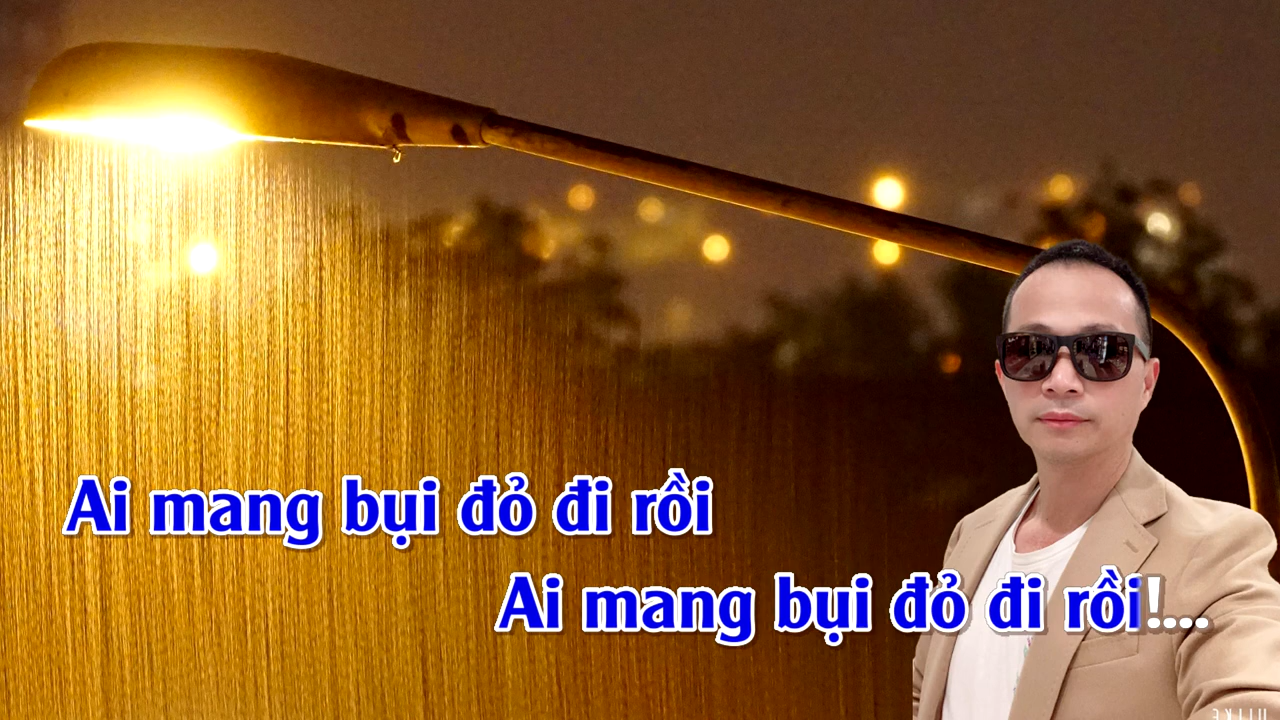 Ai mang bụi đỏ đi rồi
Ai mang bụi đỏ đi rồi!...